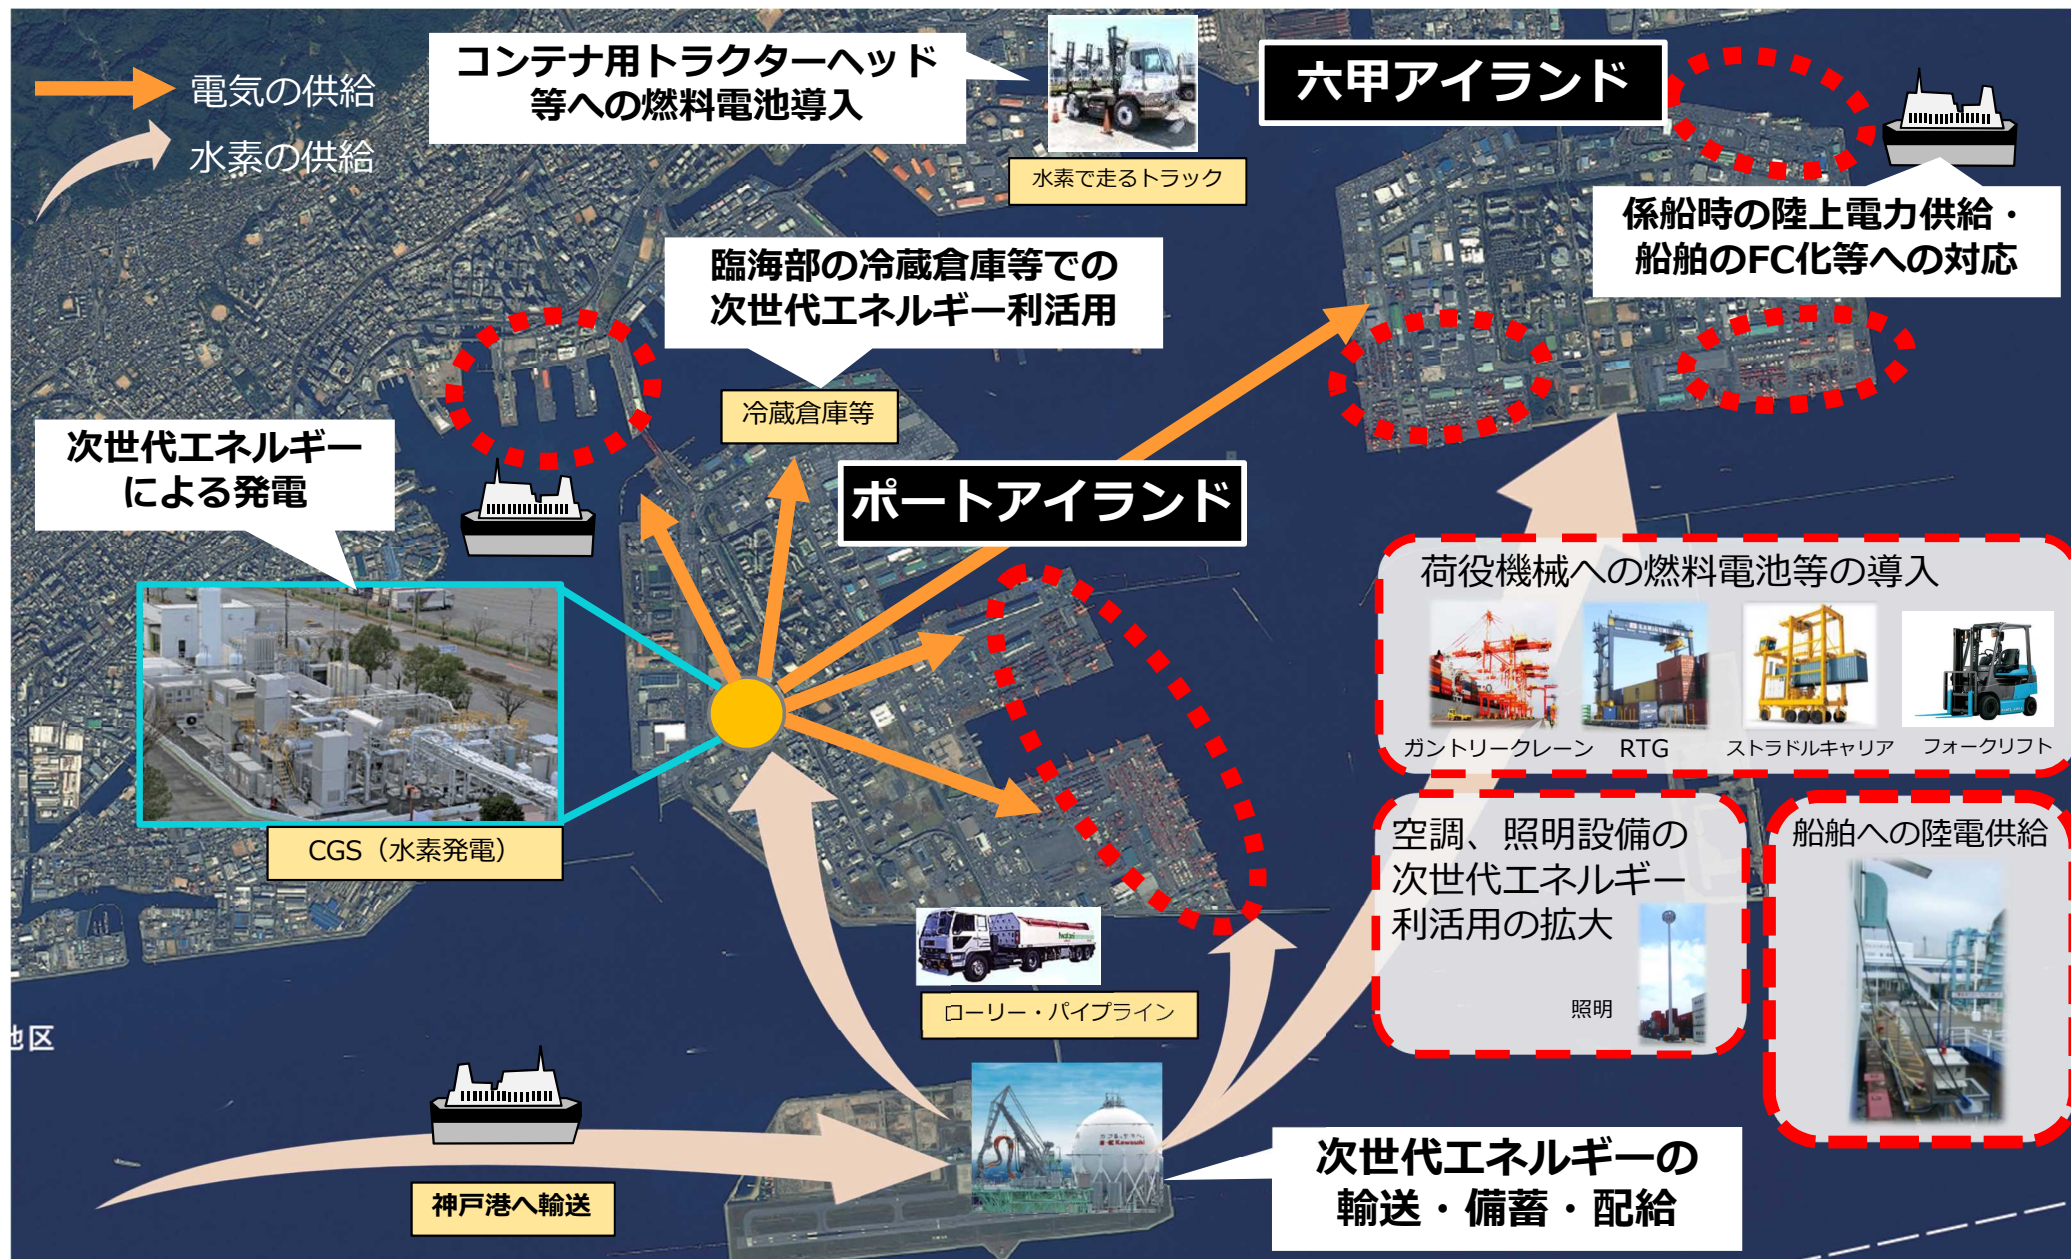 電気の供給
水素の供給
コンテナ用トラクターヘッド
等への燃料電池導入
水素で走るトラック
六甲アイランド
係船時の陸上電力供給・
船舶のFC化等への対応
臨海部の冷蔵倉庫等での
次世代エネルギー利活用
冷蔵倉庫等
次世代エネルギー
による発電
ポートアイランド
CGS（水素発電）
荷役機械への燃料電池等の導入
ガントリークレーン
RTG
ストラドルキャリア
フォークリフト
空調、照明設備の
次世代エネルギー
利活用の拡大
照明
船舶への陸電供給
ローリー・パイプライン
地区
神戸港へ輸送
Kawasaki
次世代エネルギーの
輸送・備蓄・配給